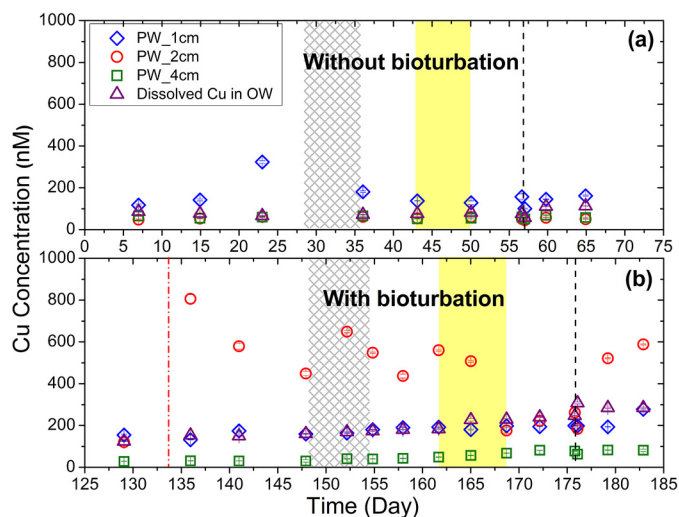 PW_1cm
PW_2cm
PW_4cm
Dissolved Cu in OW
(a)
Without bioturbation
1000
800
600
400
200
0
0 5 10 15 20 25 30 35 40 45 50 55 60 65 70 75
Cu Concentration (nM)
(b)
With bioturbation
1000
800
600
400
200
0
125 130 135 140 145 150 155 160 165 170 175 180 185
Time (Day)